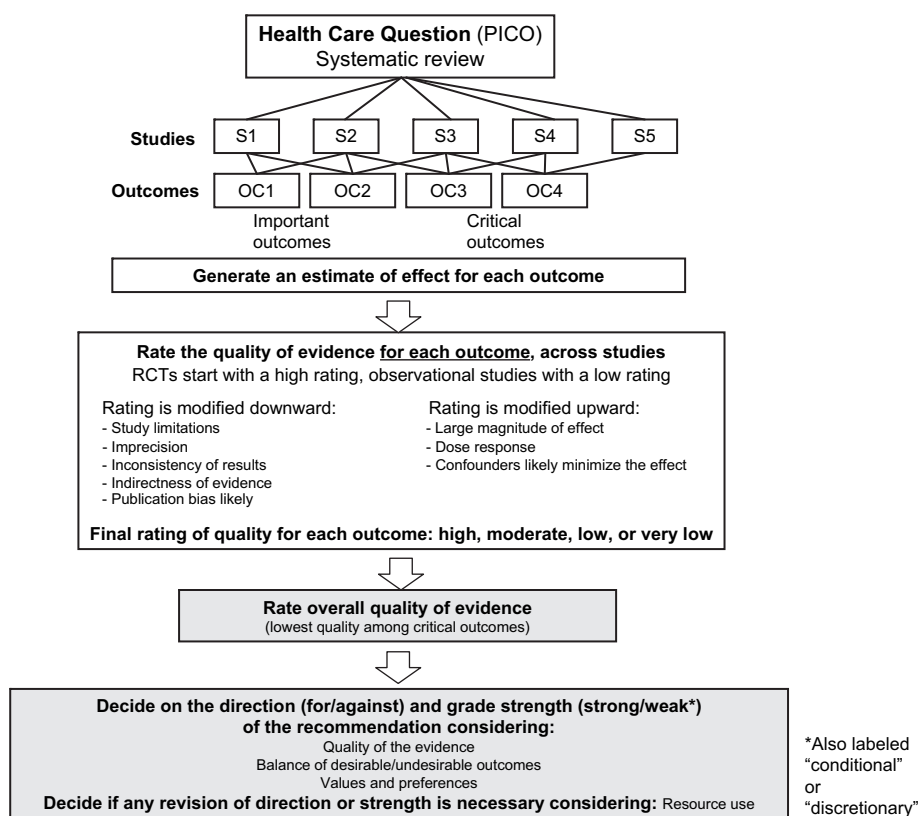 Health Care Question (PICO)
Systematic review
Studies
S1 S2 S3 S4 S5
Outcomes
OC1 OC2 OC3 OC4
Important
outcomes
Critical
outcomes
Generate an estimate of effect for each outcome
Rate the quality of evidence for each outcome, across studies
RCTs start with a high rating, observational studies with a low rating
Rating is modified downward:
- Study limitations
- Imprecision
- Inconsistency of results
- Indirectness of evidence
- Publication bias likely
Rating is modified upward:
- Large magnitude of effect
- Dose response
- Confounders likely minimize the effect
Final rating of quality for each outcome: high, moderate, low, or very low
Rate overall quality of evidence
(lowest quality among critical outcomes)
Decide on the direction (for/against) and grade strength (strong/weak*)
of the recommendation considering:
Quality of the evidence
Balance of desirable/undesirable outcomes
Values and preferences
Decide if any revision of direction or strength is necessary considering: Resource use
*Also labeled
“conditional”
or
“discretionary”